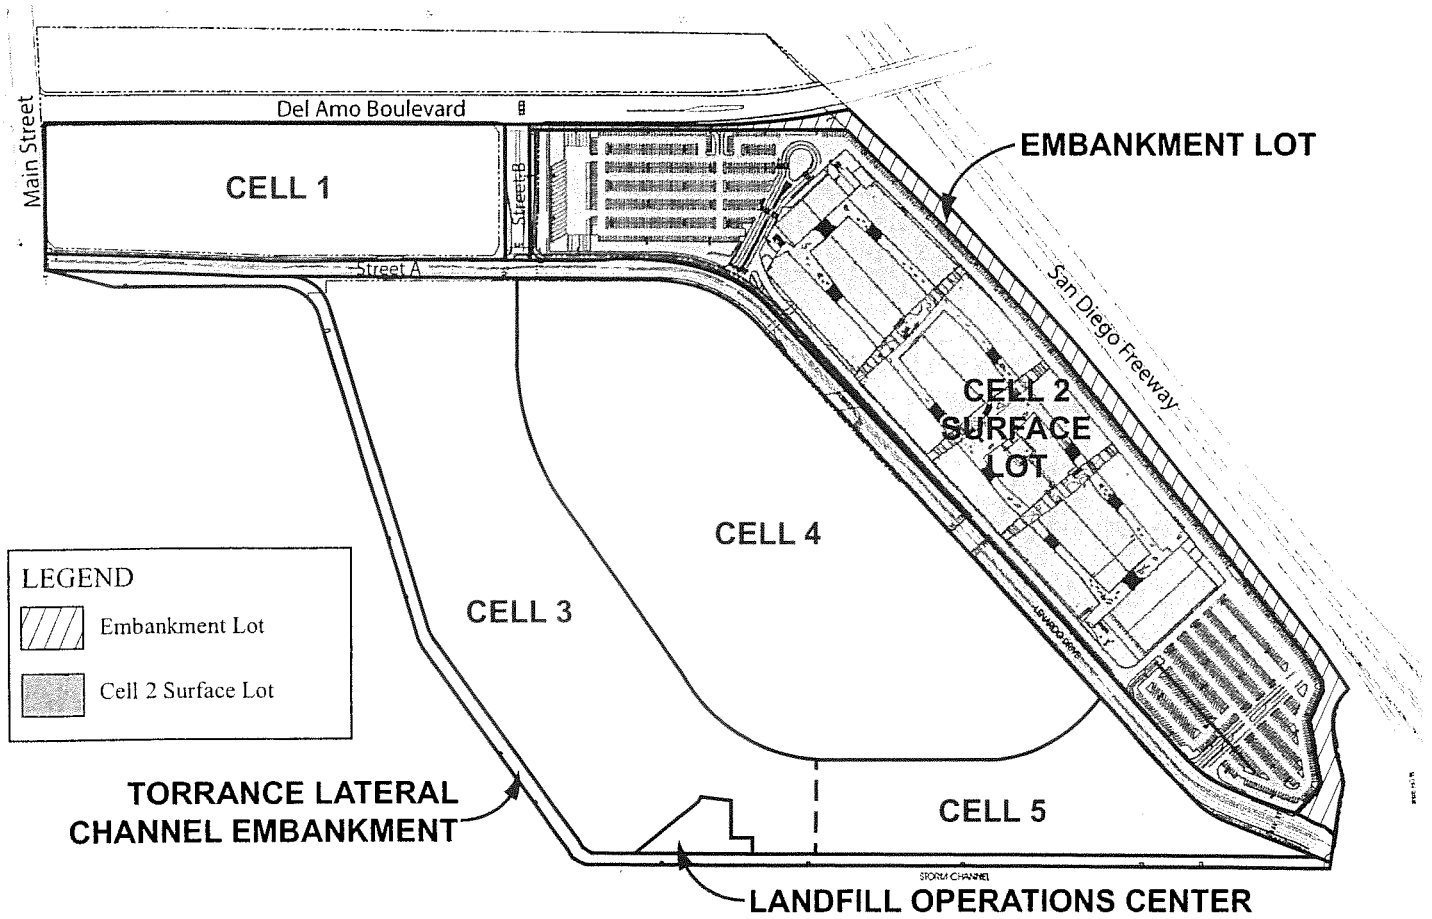 Del Amo Boulevard
Main Street
EMBANKMENT LOT
CELL 1
Street B
Street A
San Diego Freeway
CELL 2
SURFACE
LOT
CELL 4
LEGEND
Embankment Lot
Cell 2 Surface Lot
CELL 3
LENARDO DRIVE
TORRANCE LATERAL
CHANNEL EMBANKMENT
CELL 5
STORM CHANNEL
LANDFILL OPERATIONS CENTER